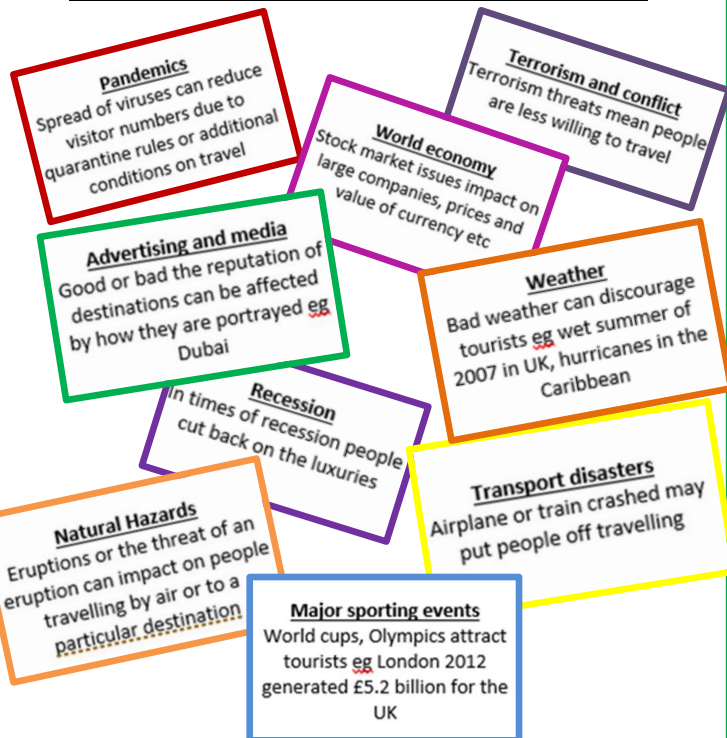 Pandemics
Spread of viruses can reduce
visitor numbers due to
quarantine rules or additional
conditions on travel
Terrorism and conflict
Terrorism threats mean people
are less willing to travel
World economy
Stock market issues impact on
large companies, prices and
value of currency etc
Advertising and media
Good or bad the reputation of
destinations can be affected
by how they are portrayed eg
Dubai
Weather
Bad weather can discourage
tourists eg wet summer of
2007 in UK, hurricanes in the
Caribbean
Recession
In times of recession people
cut back on the luxuries
Transport disasters
Airplane or train crashed may
put people off travelling
Natural Hazards
Eruptions or the threat of an
eruption can impact on people
travelling by air or to a
particular destination
Major sporting events
World cups, Olympics attract
tourists eg London 2012
generated £5.2 billion for the
UK